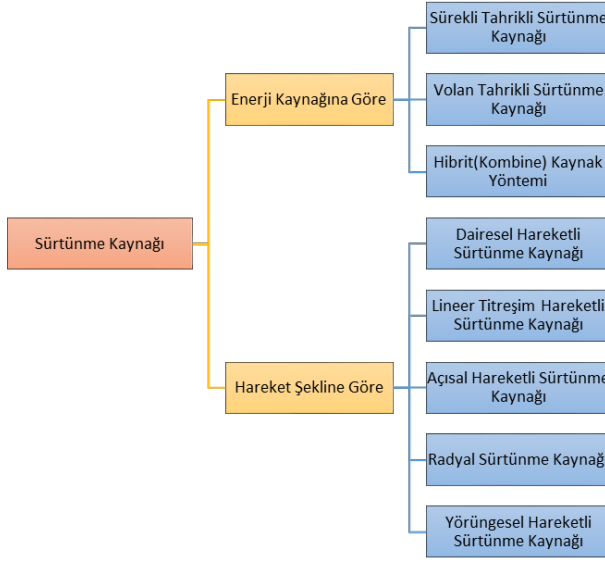 Sürtünme Kaynağı
Enerji Kaynağına Göre
Sürekli Tahrikli Sürtünme
Kaynağı
Volan Tahrikli Sürtünme
Kaynağı
Hibrit(Kombine) Kaynak
Yöntemi
Hareket Şekline Göre
Dairesel Hareketli
Sürtünme Kaynağı
Lineer Titreşim Hareketli
Sürtünme Kaynağı
Açısal Hareketli Sürtünme
Kaynağı
Radyal Sürtünme Kaynağı
Yörüngesel Hareketli
Sürtünme Kaynağı